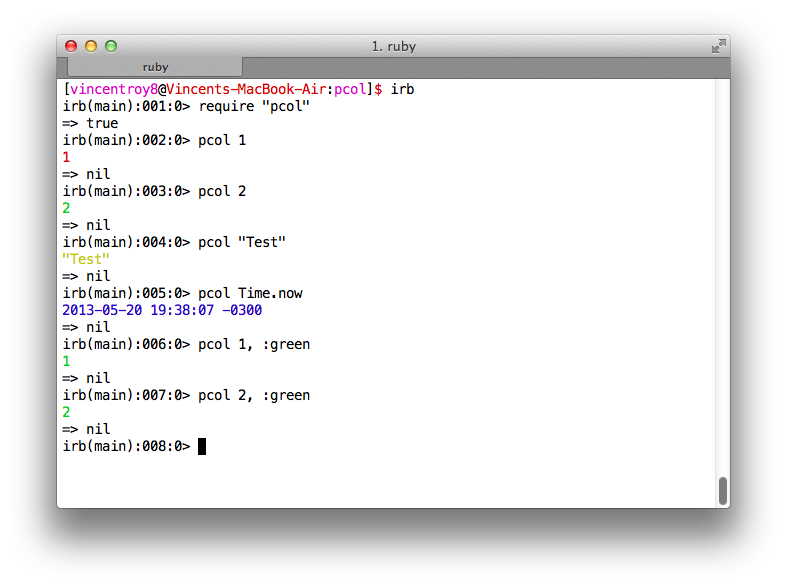 1. ruby
ruby
[vincentroy8@Vincents-MacBook-Air:pcol]$ irb
irb(main):001:0> require "pcol"
=> true
irb(main):002:0> pcol 1
1
=> nil
irb(main):003:0> pcol 2
2
=> nil
irb(main):004:0> pcol "Test"
"Test"
=> nil
irb(main):005:0> pcol Time.now
2013-05-20 19:38:07 -0300
=> nil
irb(main):006:0> pcol 1, :green
1
=> nil
irb(main):007:0> pcol 2, :green
2
=> nil
irb(main):008:0>